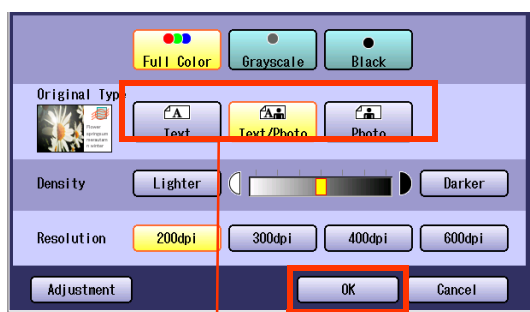 Full Color
Grayscale
Black
Original Type
Text
Text/Photo
Photo
Flower
Density
Lighter
Darker
Resolution
200dpi
300dpi
400dpi
600dpi
Adjustment
OK
Cancel